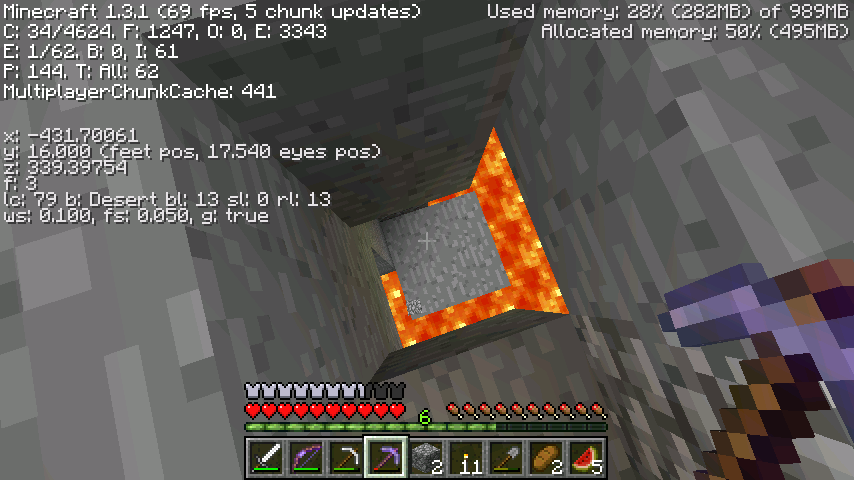 Minecraft 1.3.1 (69 fps, 5 chunk updates)
C: 34/4624, F: 1247, O: 0, E: 3343
E: 1/62, B: 0, I: 61
P: 144, T: All: 62
MultiplayerChunkCache: 441
x: -431.70061
y: 16.000 (feet pos, 17.540 eyes pos)
z: 339.39754
f: 3
lc: 79 b: Desert bl: 13 sl: 0 rl: 13
ws: 0.100, fs: 0.050, g: true
Used memory: 28% (282MB) of 989MB
Allocated memory: 50% (495MB)
6
2
11
2
5